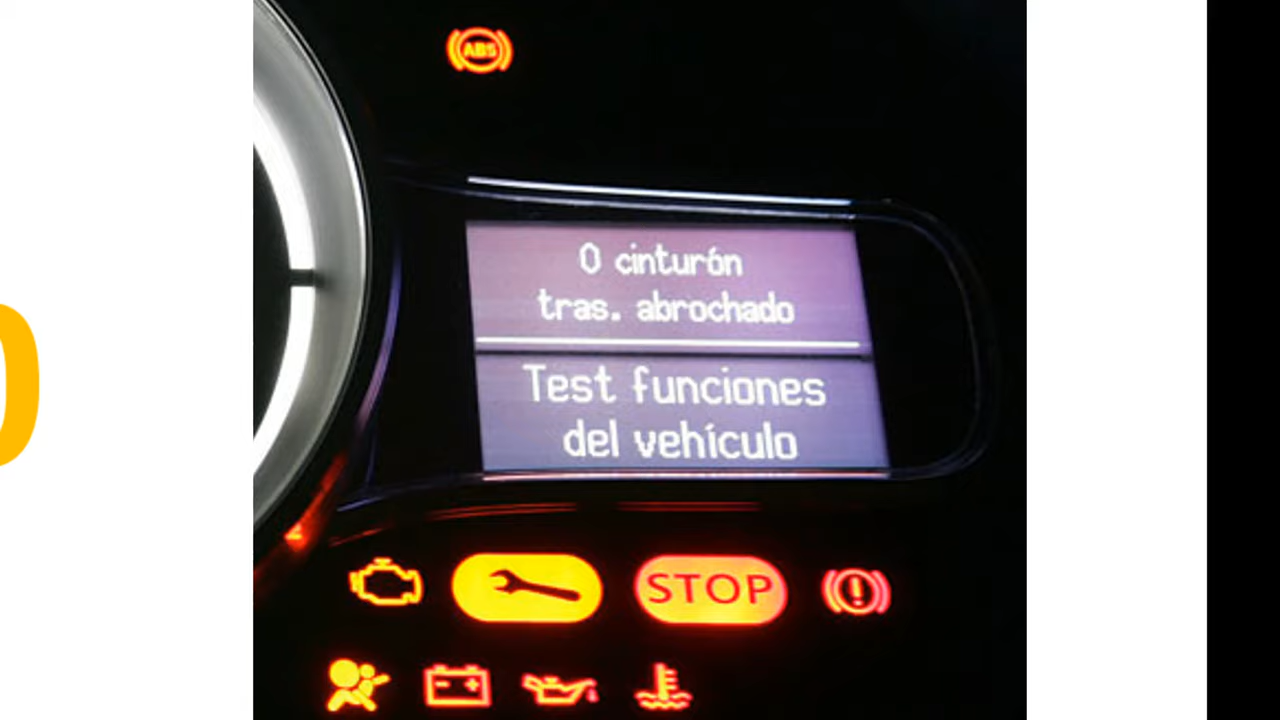 ABS
0 cinturón
tras. abrochado
Test funciones
del vehículo
STOP